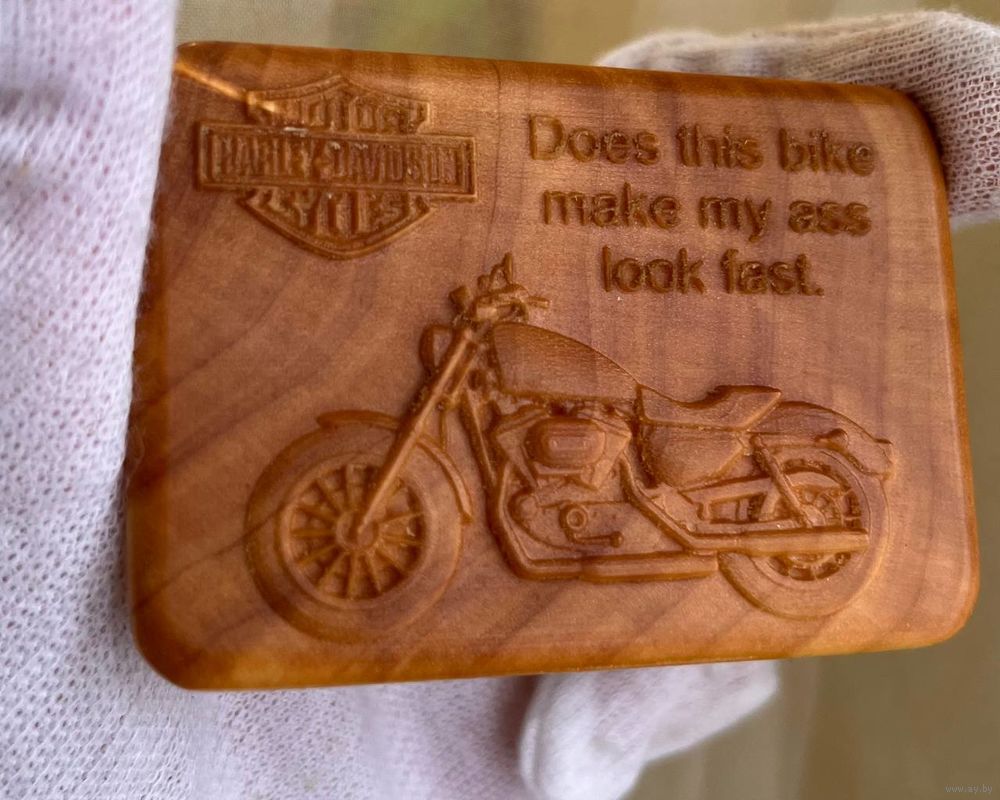 MOTOR
HARLEY-DAVIDSON
CYCLES
Does this bike
make my ass
look fast.
www.ay.by